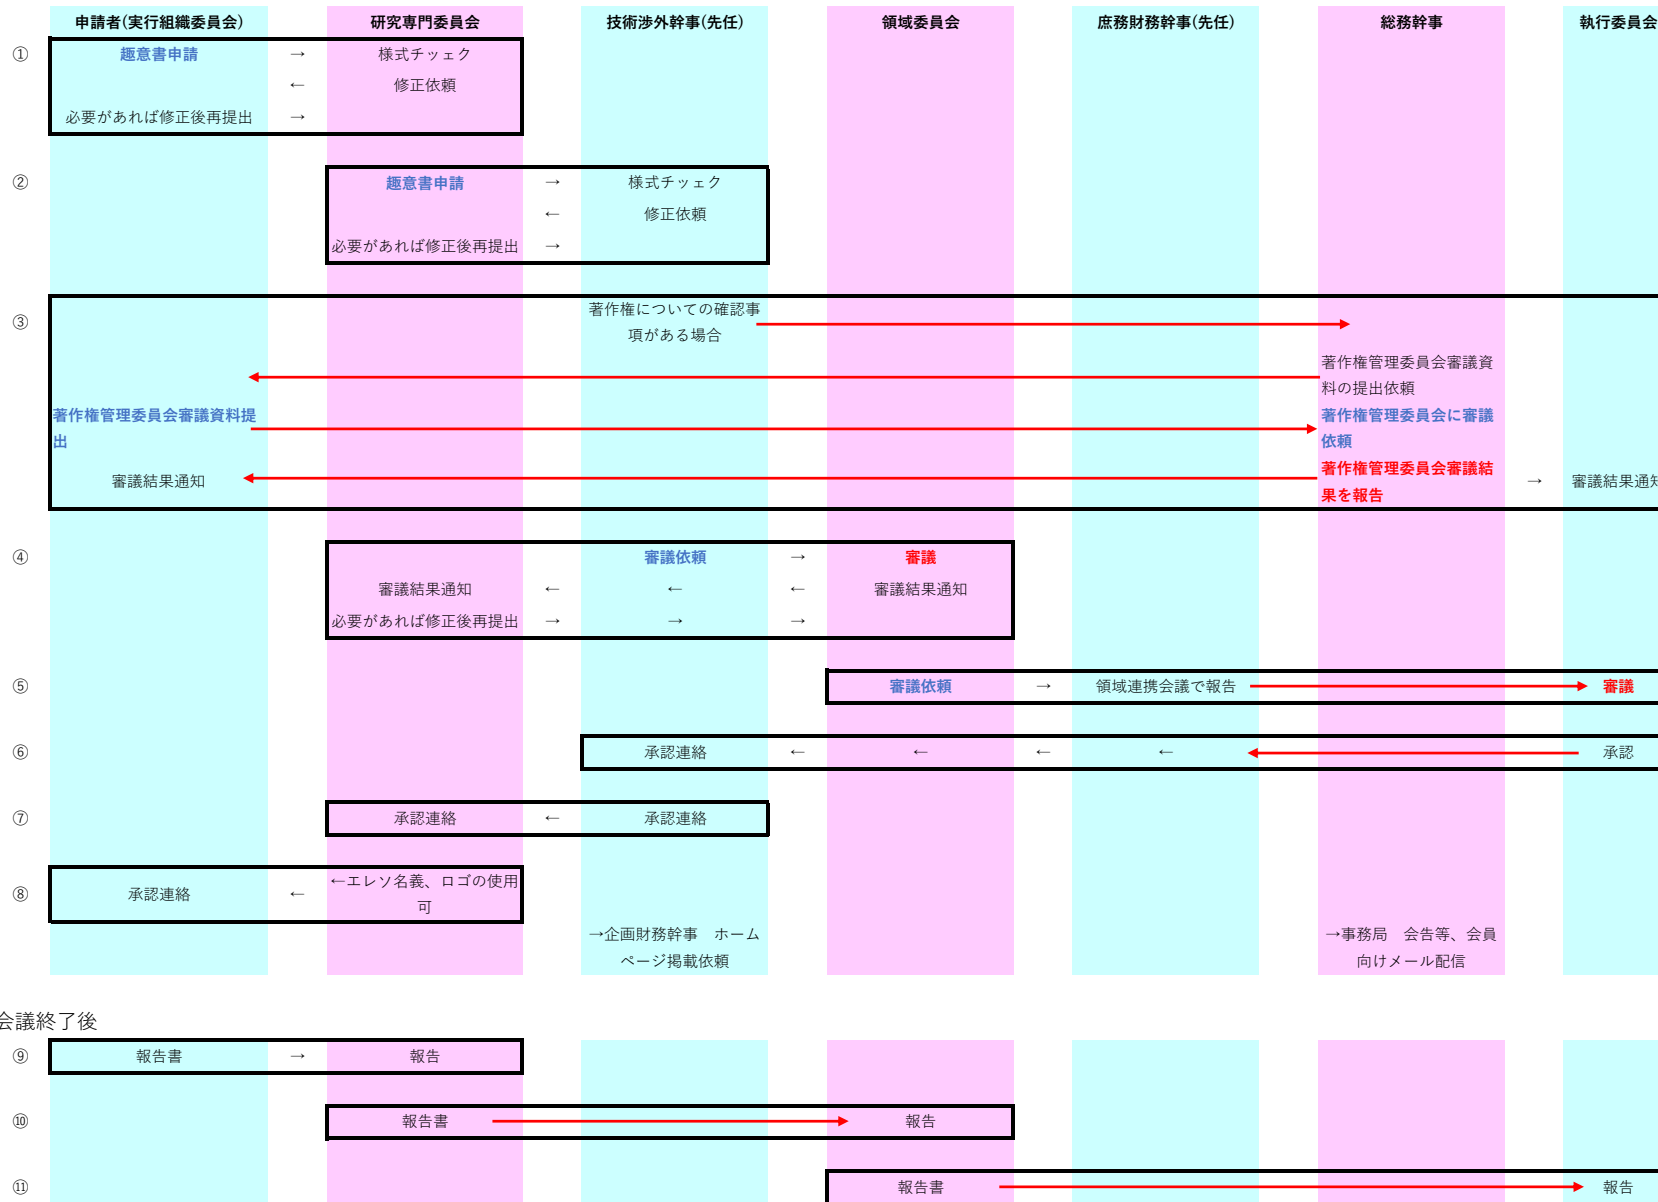 申請者(実行組織委員会) 研究専門委員会 技術渉外幹事(先任) 領域委員会 庶務財務幹事(先任) 総務幹事 執行委員会
① 趣意書申請 → 様式チッェク
← 修正依頼
必要があれば修正後再提出 →
② 趣意書申請 → 様式チッェク
← 修正依頼
必要があれば修正後再提出 →
著作権についての確認事
③
項がある場合
著作権管理委員会審議資
料の提出依頼
著作権管理委員会審議資料提 著作権管理委員会に審議
出 依頼
著作権管理委員会審議結
審議結果通知 → 審議結果通知
果を報告
④ 審議依頼 → 審議
審議結果通知 ← ← ← 審議結果通知
必要があれば修正後再提出 → → →
⑤ 審議依頼 → 領域連携会議で報告 審議
⑥ 承認連絡 ← ← ← ← 承認
⑦ 承認連絡 ← 承認連絡
←エレソ名義、ロゴの使用
⑧ 承認連絡 ←
可
→企画財務幹事 ホーム →事務局 会告等、会員
ページ掲載依頼 向けメール配信
会議終了後
⑨ 報告書 → 報告
⑩ 報告書 報告
⑪ 報告書 報告